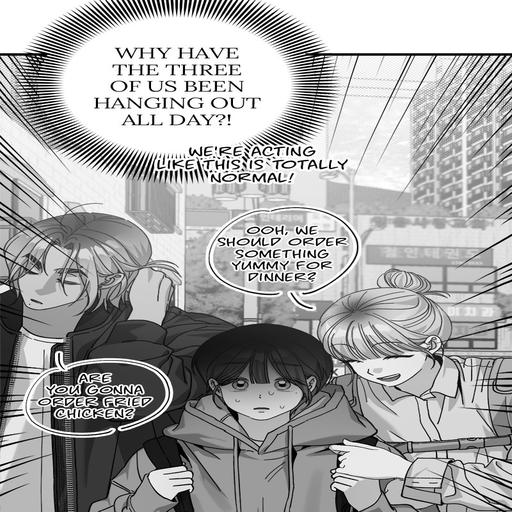 WHY HAVE
THE THREE
OF US BEEN
HANGING OUT
ALL DAY?!
WE'RE ACTING
LIKE THIS IS TOTALLY
NORMAL!
OOH, WE
SHOULD ORDER
SOMETHING
YUMMY FOR
DINNER?
ARE
YOU GONNA
ORDER FRIED
CHICKEN?